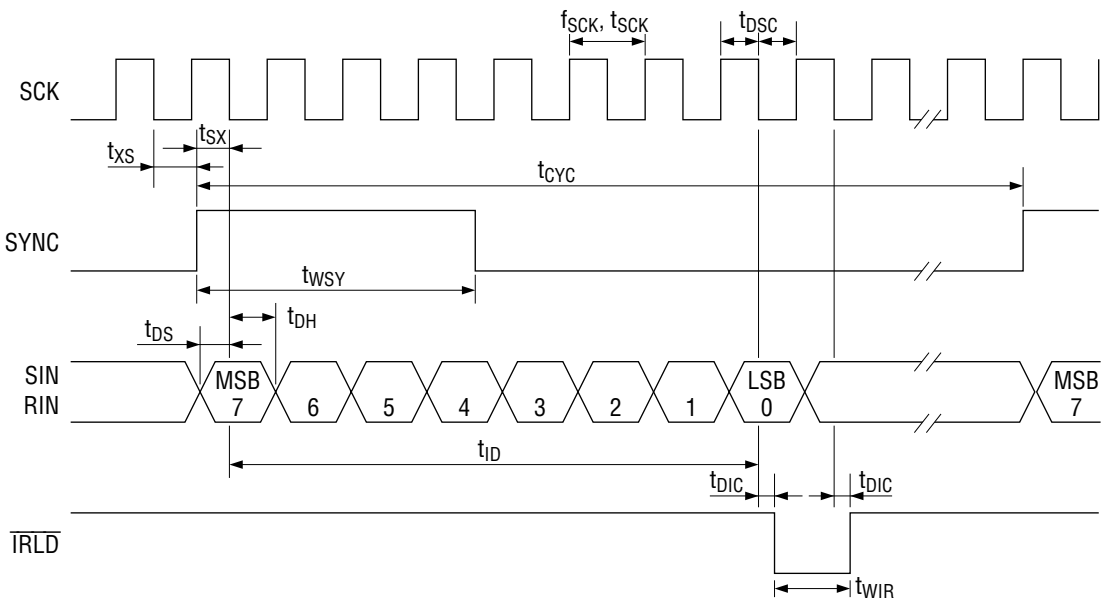 fSCK, tSCK
tDSC
SCK
tSX
tXS
tCYC
SYNC
tWSY
tDS
tDH
SIN
RIN
MSB
7
6
5
4
3
2
1
LSB
0
MSB
7
tID
tDIC
tDIC
IRLD
tWIR